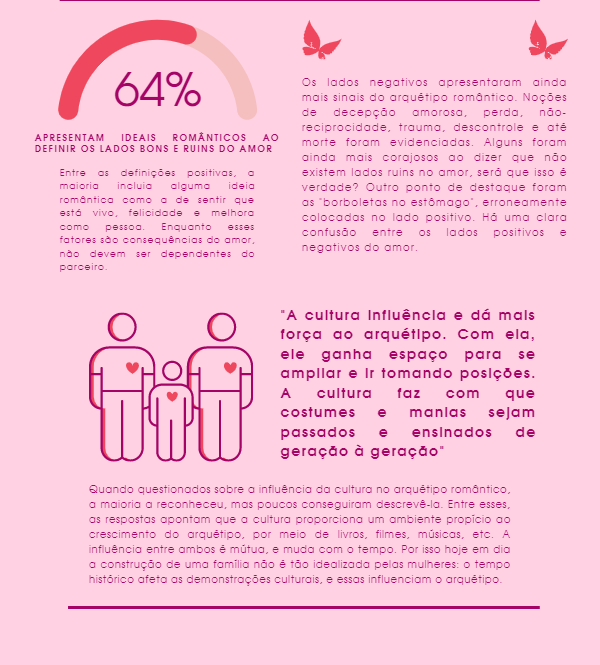 64%
APRESENTAM IDEAIS ROMÂNTICOS AO
DEFINIR OS LADOS BONS E RUINS DO AMOR
Entre as definições positivas, a
maioria incluia alguma ideia
romântica como a de sentir que
está vivo, felicidade e melhora
como pessoa. Enquanto esses
fatores são consequências do amor,
não devem ser dependentes do
parceiro.
Os lados negativos apresentaram ainda
mais sinais do arquétipo romântico. Noções
de decepção amorosa, perda, não-
reciprocidade, trauma, descontrole e até
morte foram evidenciadas. Alguns foram
ainda mais corajosos ao dizer que não
existem lados ruins no amor, será que isso é
verdade? Outro ponto de destaque foram
as "borboletas no estômago", erroneamente
colocadas no lado positivo. Há uma clara
confusão entre os lados positivos e
negativos do amor.
"A cultura influência e dá mais
força ao arquétipo. Com ela,
ele ganha espaço para se
ampliar e ir tomando posições.
A cultura faz com que
costumes e manias sejam
passados e ensinados de
geração à geração"
Quando questionados sobre a influência da cultura no arquétipo romântico,
a maioria a reconheceu, mas poucos conseguiram descrevê-la. Entre esses,
as respostas apontam que a cultura proporciona um ambiente propício ao
crescimento do arquétipo, por meio de livros, filmes, músicas, etc. A
influência entre ambos é mútua, e muda com o tempo. Por isso hoje em dia
a construção de uma família não é tão idealizada pelas mulheres: o tempo
histórico afeta as demonstrações culturais, e essas influenciam o arquétipo.